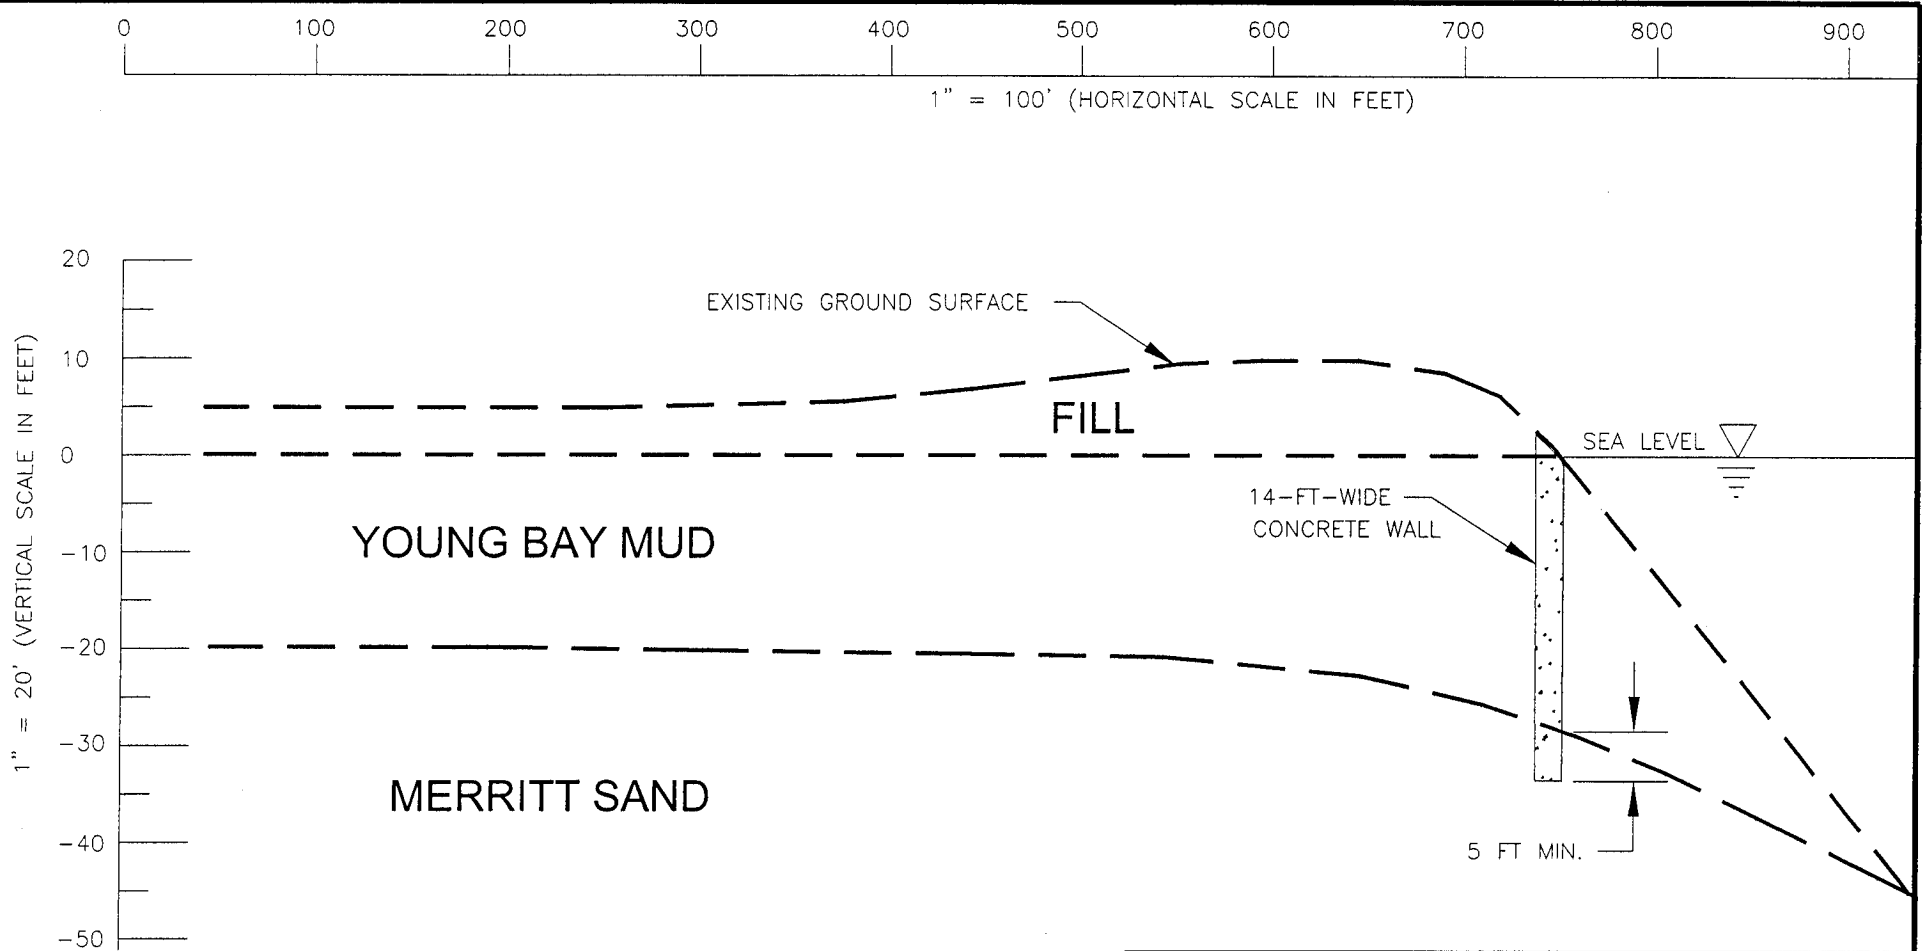 0 100 200 300 400 500 600 700 800 900
1" = 100' (HORIZONTAL SCALE IN FEET)
20
10
0
-10
-20
-30
-40
-50
1" = 20' (VERTICAL SCALE IN FEET)
EXISTING GROUND SURFACE
FILL
SEA LEVEL
14-FT-WIDE
CONCRETE WALL
YOUNG BAY MUD
MERRITT SAND
5 FT MIN.